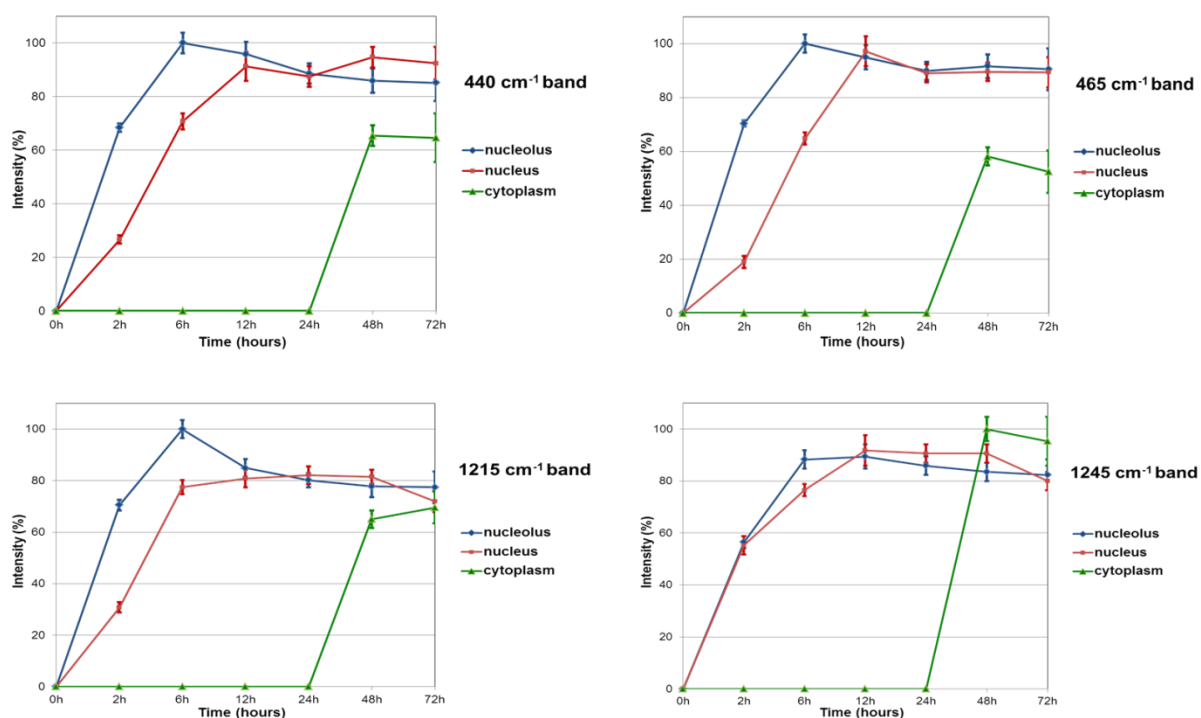 100
80
60
40
20
0
Intensity (%)
0h 2h 6h 12h 24h 48h 72h
Time (hours)
440 cm⁻¹ band
nucleolus
nucleus
cytoplasm
100
80
60
40
20
0
Intensity (%)
0h 2h 6h 12h 24h 48h 72h
Time (hours)
465 cm⁻¹ band
nucleolus
nucleus
cytoplasm
100
80
60
40
20
0
Intensity (%)
0h 2h 6h 12h 24h 48h 72h
Time (hours)
1215 cm⁻¹ band
nucleolus
nucleus
cytoplasm
100
80
60
40
20
0
Intensity (%)
0h 2h 6h 12h 24h 48h 72h
Time (hours)
1245 cm⁻¹ band
nucleolus
nucleus
cytoplasm